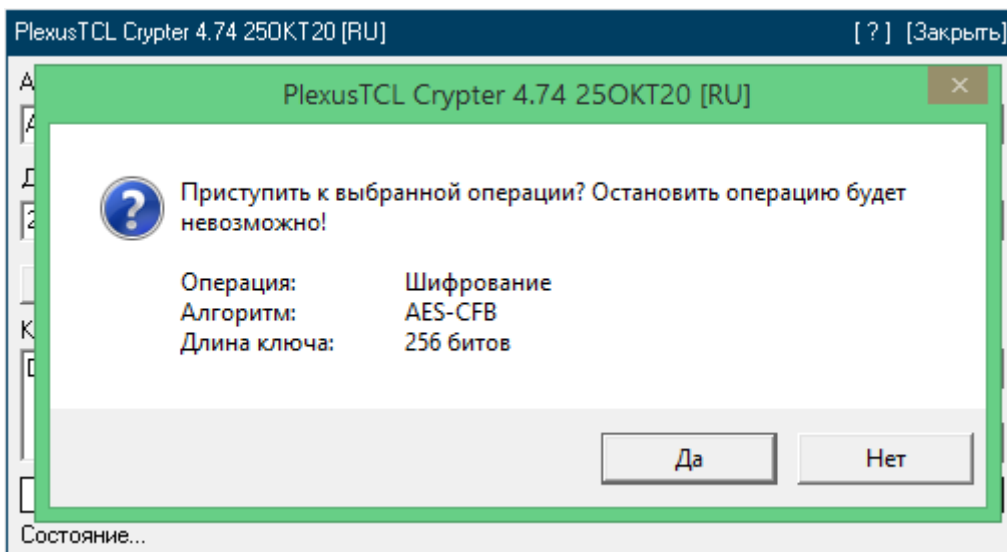 PlexusTCL Crypter 4.74 25OKT20 [RU] [ ? ] [Закрыть]
PlexusTCL Crypter 4.74 25OKT20 [RU]
Приступить к выбранной операции? Остановить операцию будет
невозможно!
Операция: Шифрование
Алгоритм: AES-CFB
Длина ключа: 256 битов
Да Нет
Состояние...